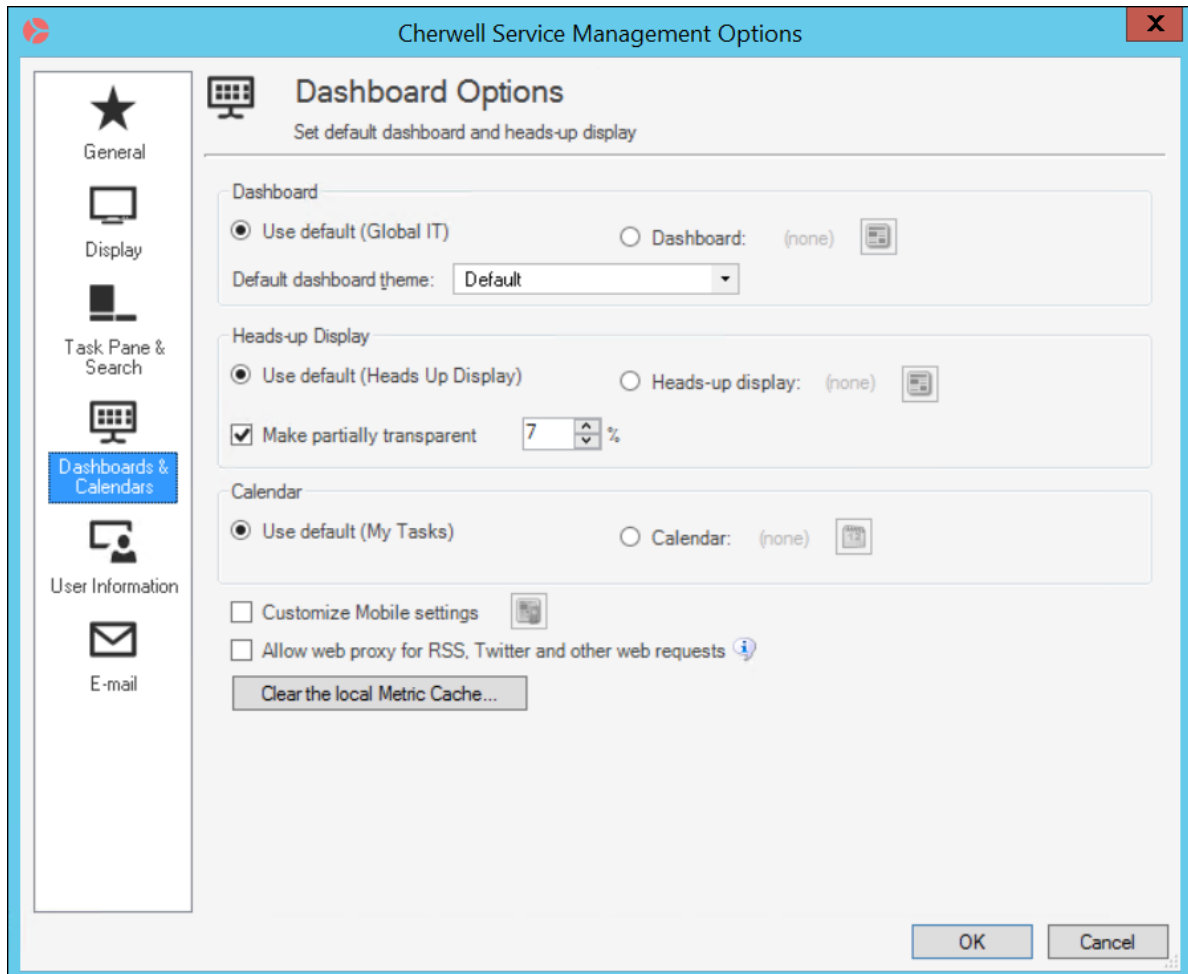 Cherwell Service Management Options
X
General
Display
Task Pane &
Search
Dashboards &
Calendars
User Information
E-mail
Dashboard Options
Set default dashboard and heads-up display
Dashboard
Use default (Global IT)
Dashboard: (none)
Default dashboard theme: Default
Heads-up Display
Use default (Heads Up Display)
Heads-up display: (none)
Make partially transparent 7 %
Calendar
Use default (My Tasks)
Calendar: (none)
Customize Mobile settings
Allow web proxy for RSS, Twitter and other web requests
Clear the local Metric Cache...
OK
Cancel